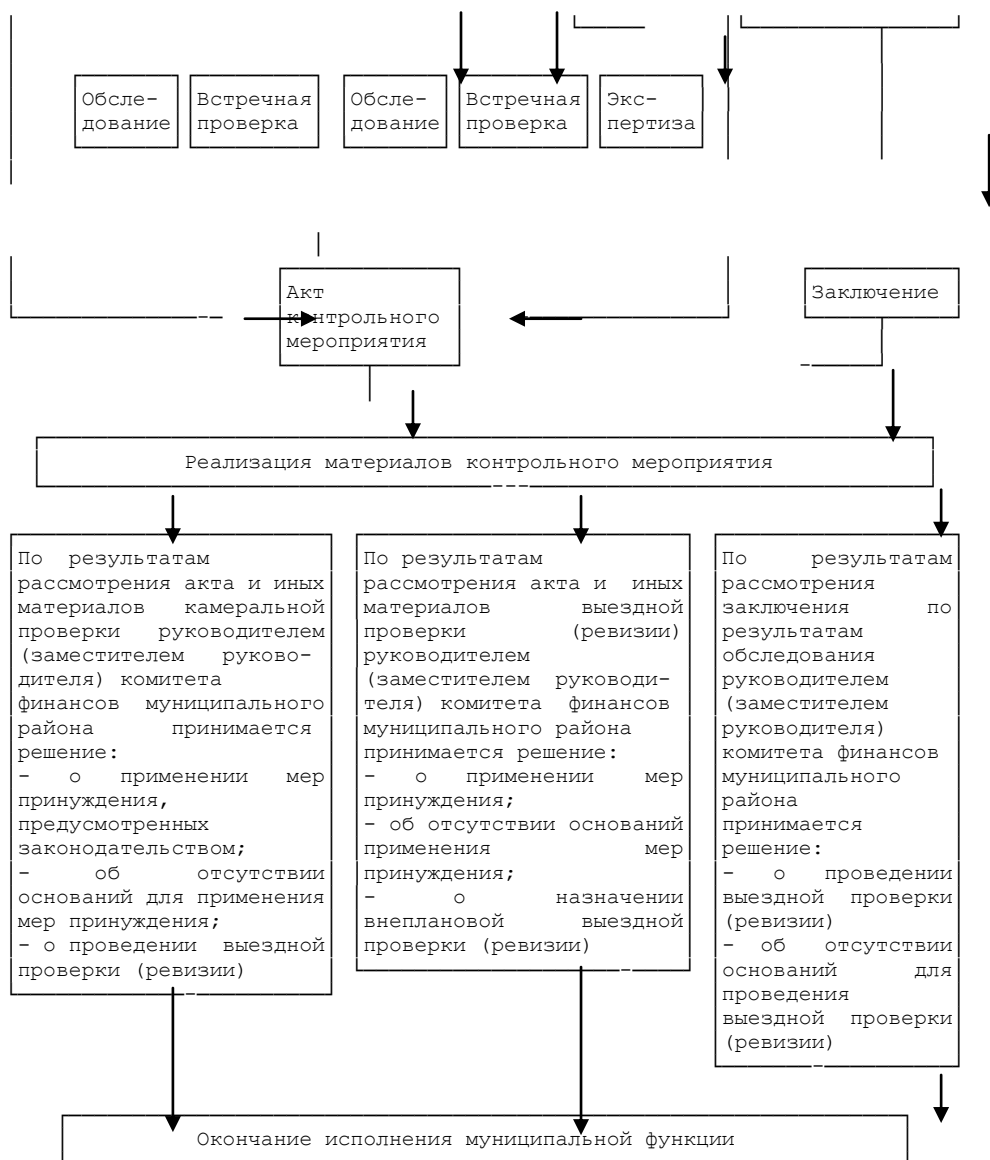 Обсле-
дование
Встречная
проверка
Обсле-
дование
Встречная
проверка
Экс-
пертиза
Акт
контрольного
мероприятия
Заключение
Реализация материалов контрольного мероприятия
По результатам
рассмотрения акта и иных
материалов камеральной
проверки руководителем
(заместителем руково-
дителя) комитета
финансов муниципального
района принимается
решение:
- о применении мер
принуждения,
предусмотренных
законодательством;
- об отсутствии
оснований для применения
мер принуждения;
- о проведении выездной
проверки (ревизии)
По результатам
рассмотрения акта и иных
материалов выездной
проверки (ревизии)
руководителем
(заместителем руководи-
теля) комитета финансов
муниципального района
принимается решение:
- о применении мер
принуждения;
- об отсутствии оснований
применения мер
принуждения;
- о назначении
внеплановой выездной
проверки (ревизии)
По результатам
рассмотрения
заключения по
результатам
обследования
руководителем
(заместителем
руководителя)
комитета финансов
муниципального
района
принимается
решение:
- о проведении
выездной проверки
(ревизии)
- об отсутствии
оснований для
проведения
выездной проверки
(ревизии)
Окончание исполнения муниципальной функции